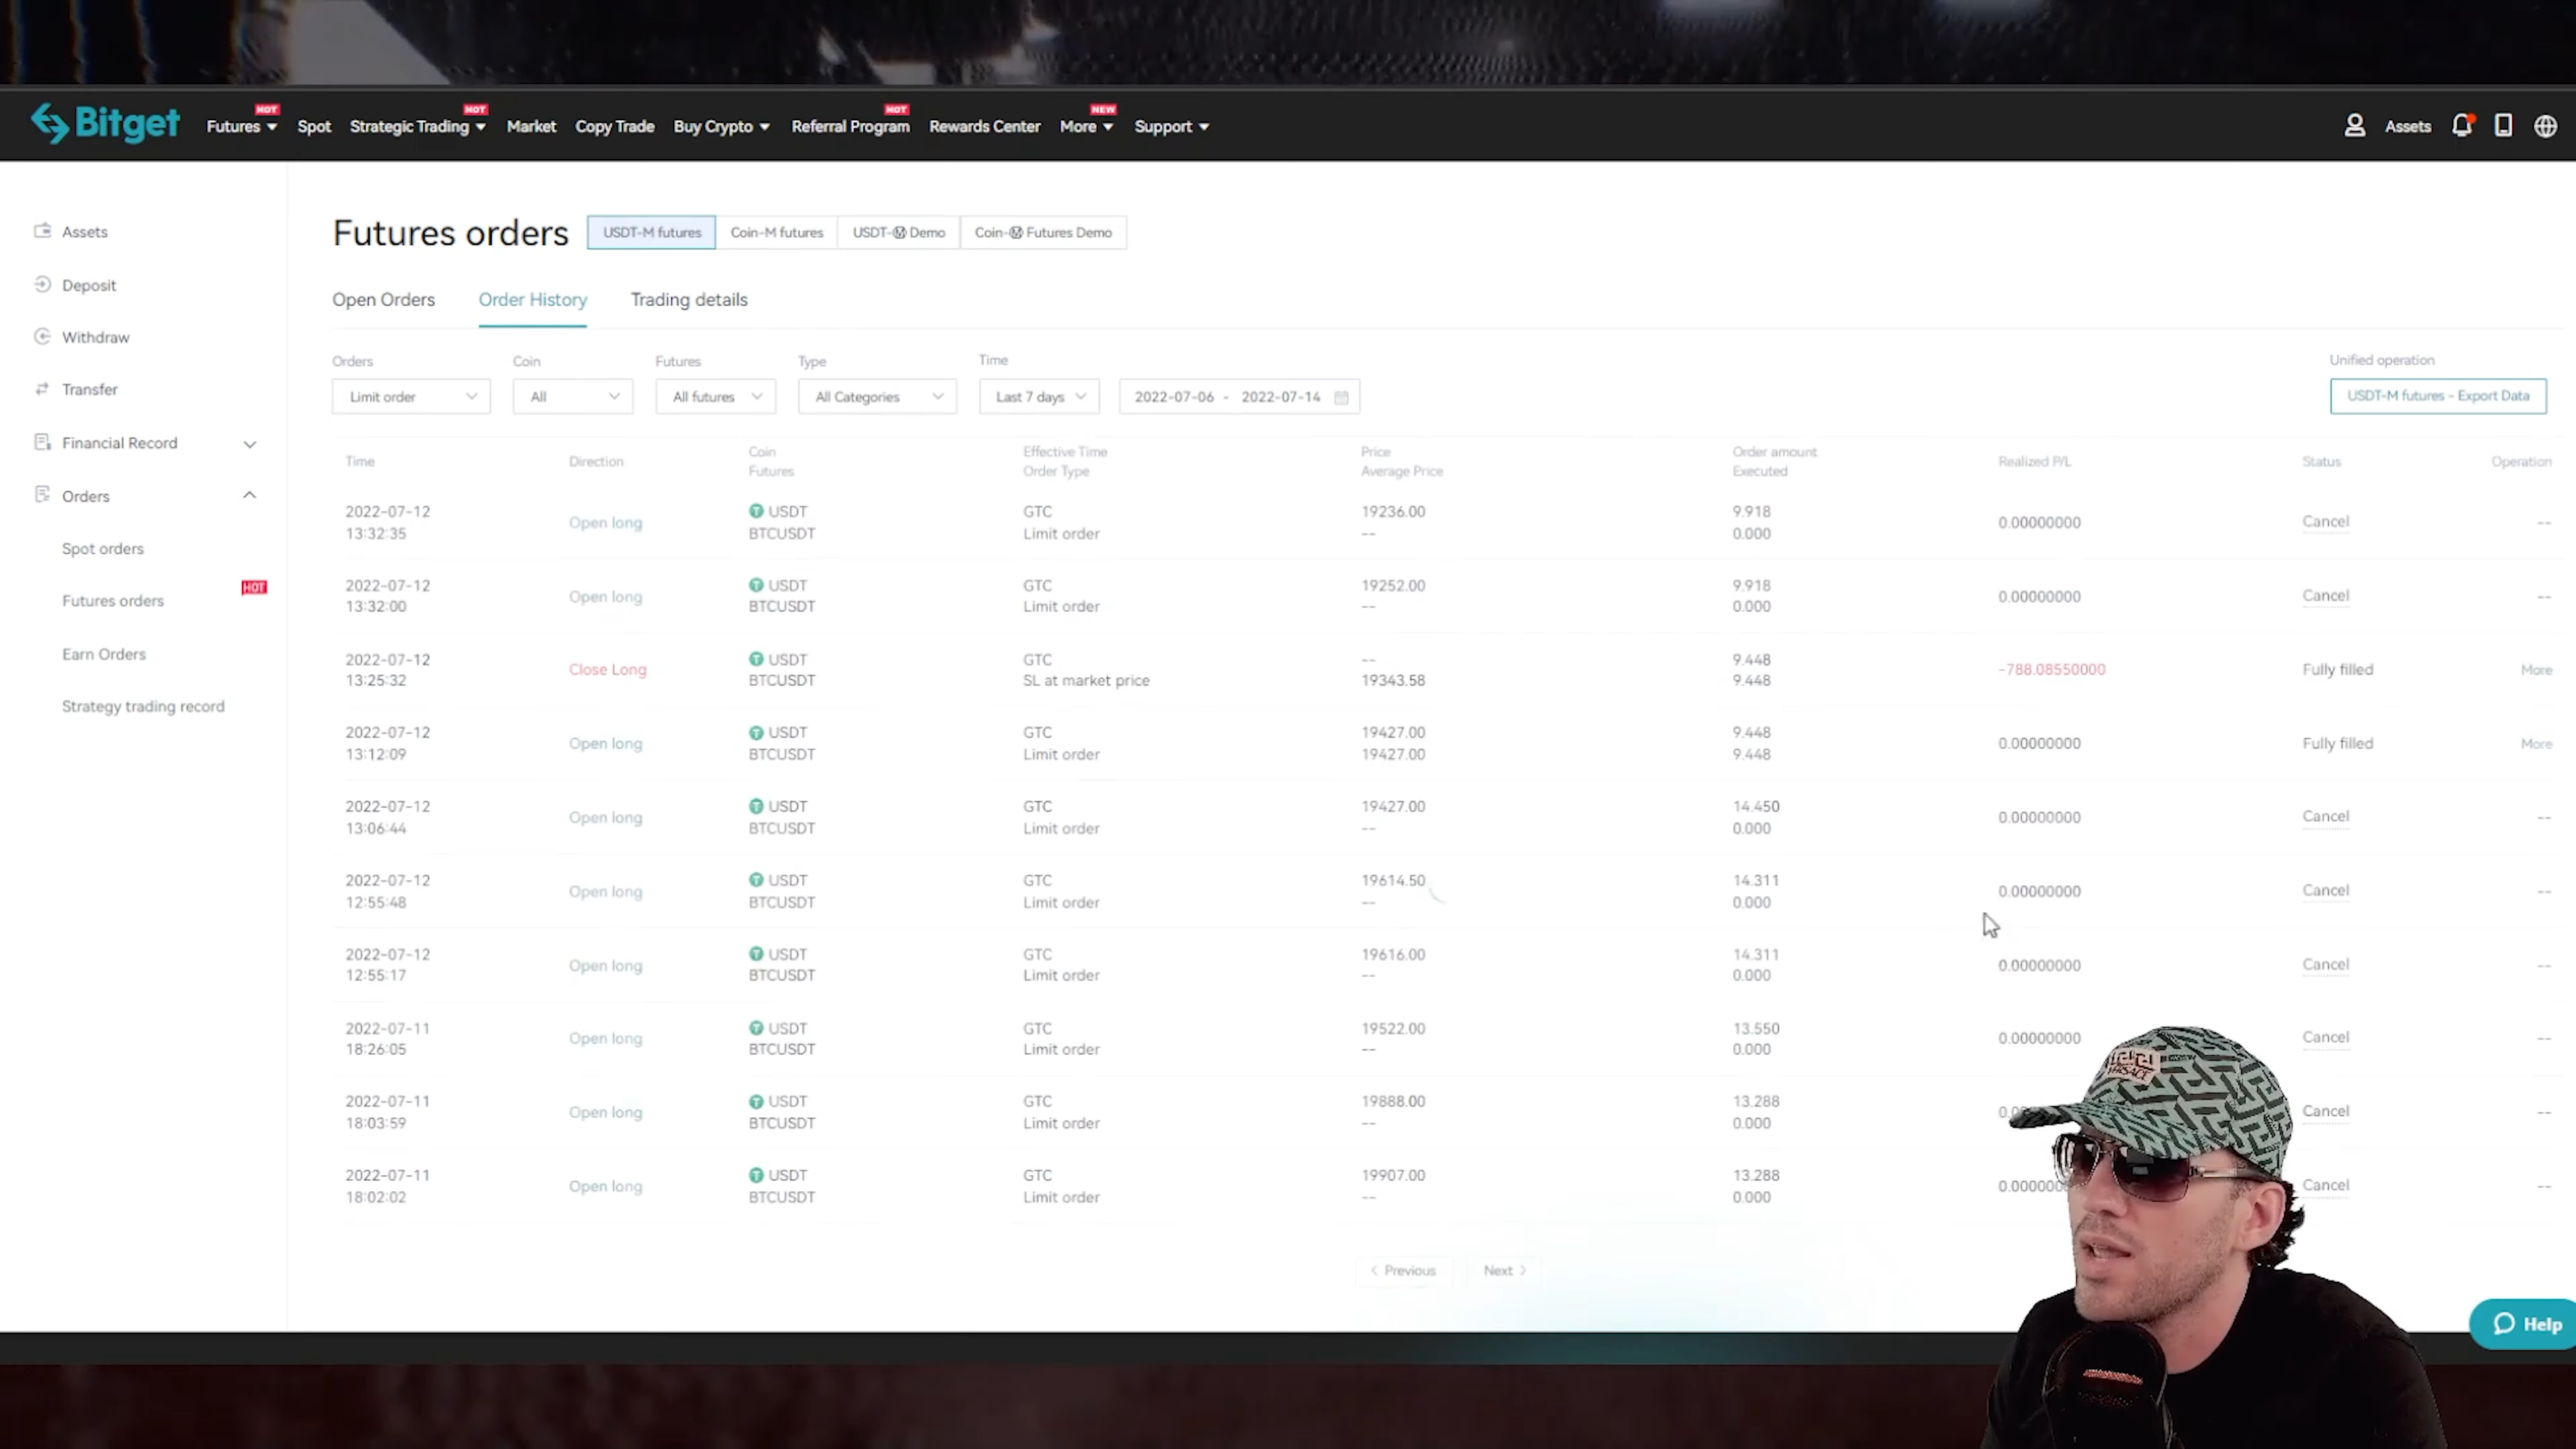 Bitget Futures HOT Spot Strategic Trading HOT Market Copy Trade Buy Crypto Referral Program HOT Rewards Center More NEW Support Assets
Assets
Deposit
Withdraw
Transfer
Financial Record
Orders
Spot orders
Futures orders HOT
Earn Orders
Strategy trading record
Futures orders USDT-M futures Coin-M futures USDT-Ⓜ Demo Coin-Ⓜ Futures Demo
Open Orders Order History Trading details
Orders Coin Futures Type Time Unified operation
Limit order All All futures All Categories Last 7 days 2022-07-06 - 2022-07-14 USDT-M futures - Export Data
Time Direction Coin Futures Effective Time Order Type Price Average Price Order amount Executed Realized P/L Status Operation
2022-07-12 USDT GTC 19236.00 9.918
Open long 0.00000000 Cancel --
13:32:35 BTCUSDT Limit order -- 0.000
2022-07-12 USDT GTC 19252.00 9.918
Open long 0.00000000 Cancel --
13:32:00 BTCUSDT Limit order -- 0.000
2022-07-12 USDT GTC -- 9.448
Close Long -788.08550000 Fully filled More
13:25:32 BTCUSDT SL at market price 19343.58 9.448
2022-07-12 USDT GTC 19427.00 9.448
Open long 0.00000000 Fully filled More
13:12:09 BTCUSDT Limit order 19427.00 9.448
2022-07-12 USDT GTC 19427.00 14.450
Open long 0.00000000 Cancel --
13:06:44 BTCUSDT Limit order -- 0.000
2022-07-12 USDT GTC 19614.50 14.311
Open long 0.00000000 Cancel --
12:55:48 BTCUSDT Limit order -- 0.000
2022-07-12 USDT GTC 19616.00 14.311
Open long 0.00000000 Cancel --
12:55:17 BTCUSDT Limit order -- 0.000
2022-07-11 USDT GTC 19522.00 13.550
Open long 0.00000000 Cancel --
18:26:05 BTCUSDT Limit order -- 0.000
2022-07-11 USDT GTC 19888.00 13.288
Open long Cancel --
18:03:59 BTCUSDT Limit order -- 0.000
2022-07-11 USDT GTC 19907.00 13.288
Open long Cancel --
18:02:02 BTCUSDT Limit order -- 0.000
Previous Next
VERSACE
Help